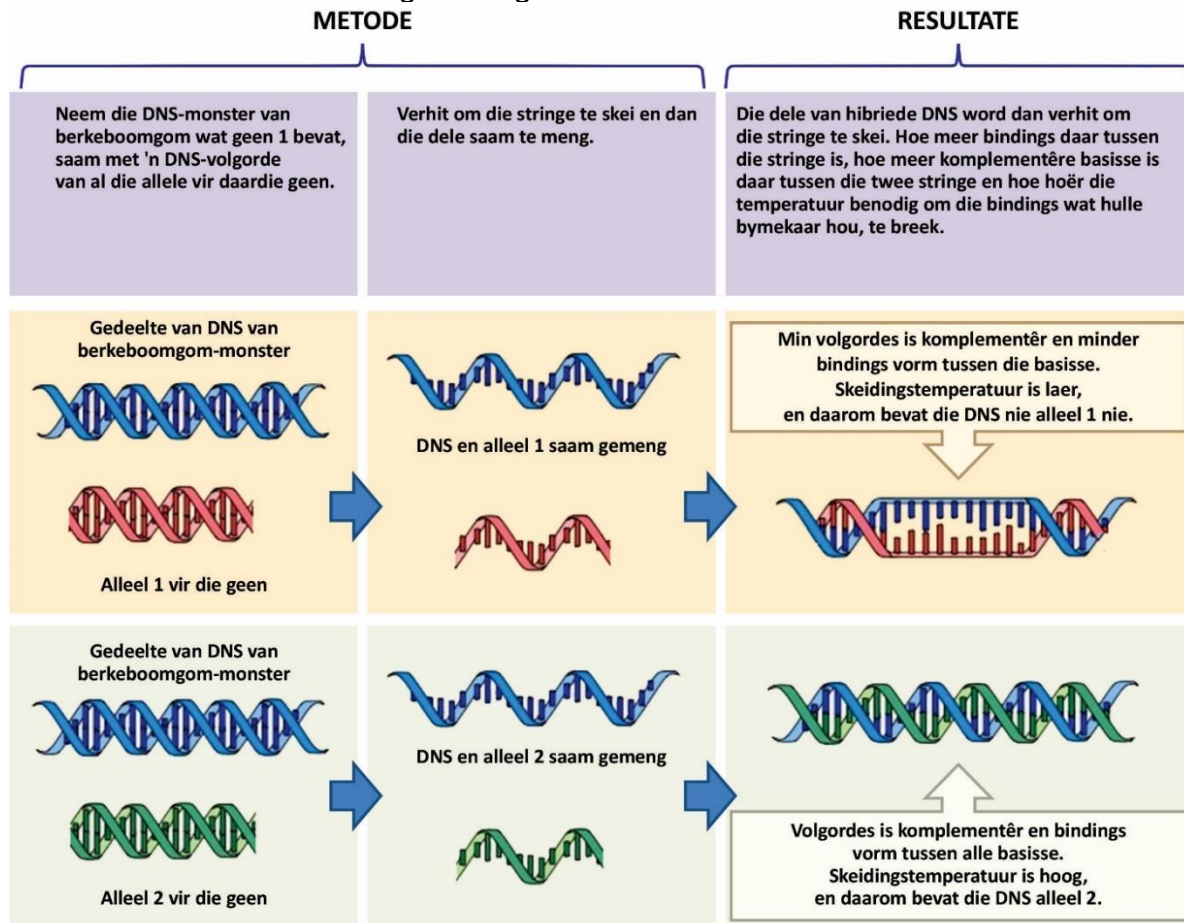 METODE
RESULTATE
Neem die DNS-monster van
berkeboomgom wat geen 1 bevat,
saam met 'n DNS-volgorde
van al die allele vir daardie geen.
Verhit om die stringe te skei en dan
die dele saam te meng.
Die dele van hibriede DNS word dan verhit om
die stringe te skei. Hoe meer bindings daar tussen
die stringe is, hoe meer komplementêre basisse is
daar tussen die twee stringe en hoe hoër die
temperatuur benodig om die bindings wat hulle
bymekaar hou, te breek.
Gedeelte van DNS van
berkeboomgom-monster
Alleel 1 vir die geen
DNS en alleel 1 saam gemeng
Min volgordes is komplementêr en minder
bindings vorm tussen die basisse.
Skeidingstemperatuur is laer,
en daarom bevat die DNS nie alleel 1 nie.
Gedeelte van DNS van
berkeboomgom-monster
Alleel 2 vir die geen
DNS en alleel 2 saam gemeng
Volgordes is komplementêr en bindings
vorm tussen alle basisse.
Skeidingstemperatuur is hoog,
en daarom bevat die DNS alleel 2.